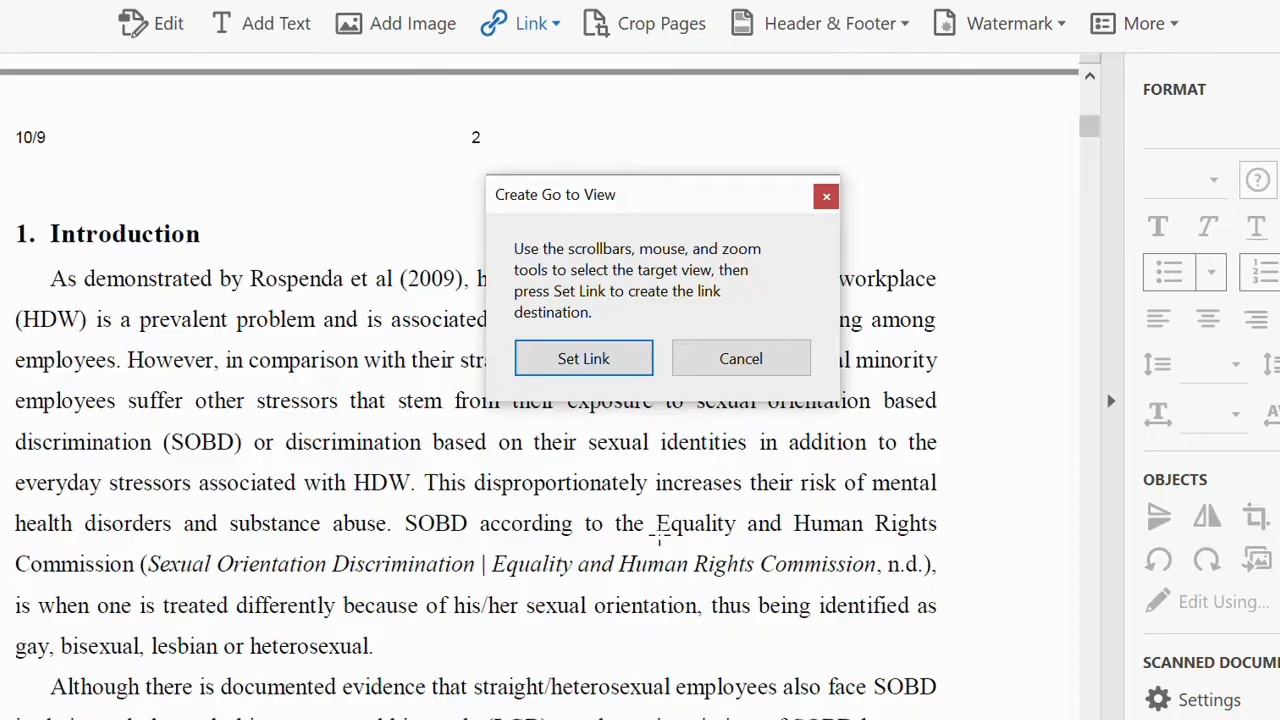 Edit Add Text Add Image Link Crop Pages Header & Footer Watermark More
10/9 2
FORMAT
Create Go to View
Use the scrollbars, mouse, and zoom
tools to select the target view, then
press Set Link to create the link
destination.
Set Link Cancel
1. Introduction
As demonstrated by Rospenda et al (2009), workplace
(HDW) is a prevalent problem and is associated among
employees. However, in comparison with their minority
employees suffer other stressors that stem from their exposure to sexual orientation based
discrimination (SOBD) or discrimination based on their sexual identities in addition to the
everyday stressors associated with HDW. This disproportionately increases their risk of mental
health disorders and substance abuse. SOBD according to the Equality and Human Rights
Commission (Sexual Orientation Discrimination | Equality and Human Rights Commission, n.d.),
is when one is treated differently because of his/her sexual orientation, thus being identified as
gay, bisexual, lesbian or heterosexual.
Although there is documented evidence that straight/heterosexual employees also face SOBD
OBJECTS
Edit Using...
SCANNED DOCUM
Settings